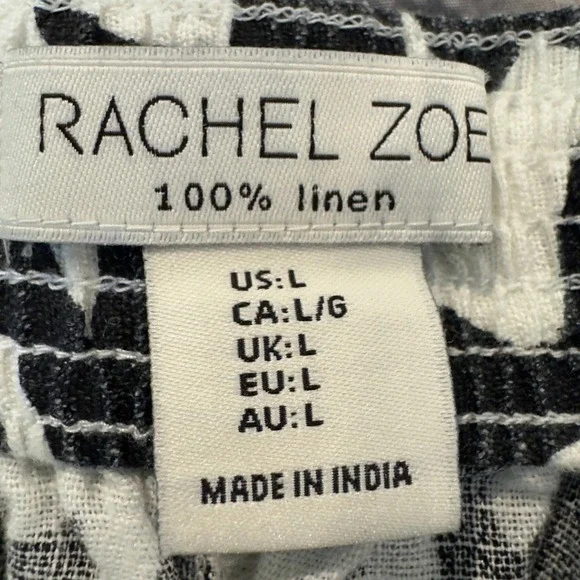 RACHEL ZOE
100% linen
US:L
CA:L/G
UK:L
EU:L
AU:L
MADE IN INDIA